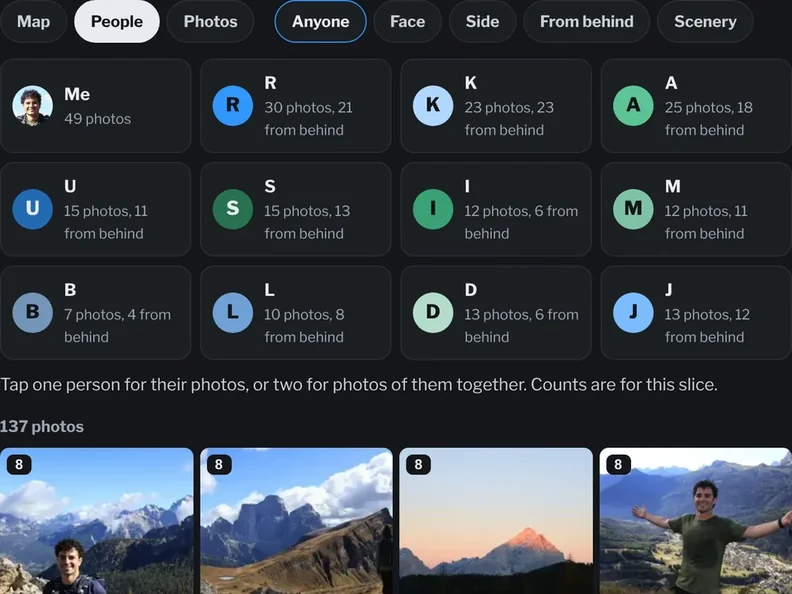 Map People Photos Anyone Face Side From behind Scenery
Me
49 photos
R
R
30 photos, 21
from behind
K
K
23 photos, 23
from behind
A
A
25 photos, 18
from behind
U
U
15 photos, 11
from behind
S
S
15 photos, 13
from behind
I
I
12 photos, 6 from
behind
M
M
12 photos, 11
from behind
B
B
7 photos, 4 from
behind
L
L
10 photos, 8
from behind
D
D
13 photos, 6 from
behind
J
J
13 photos, 12
from behind
Tap one person for their photos, or two for photos of them together. Counts are for this slice.
137 photos
8 8 8 8